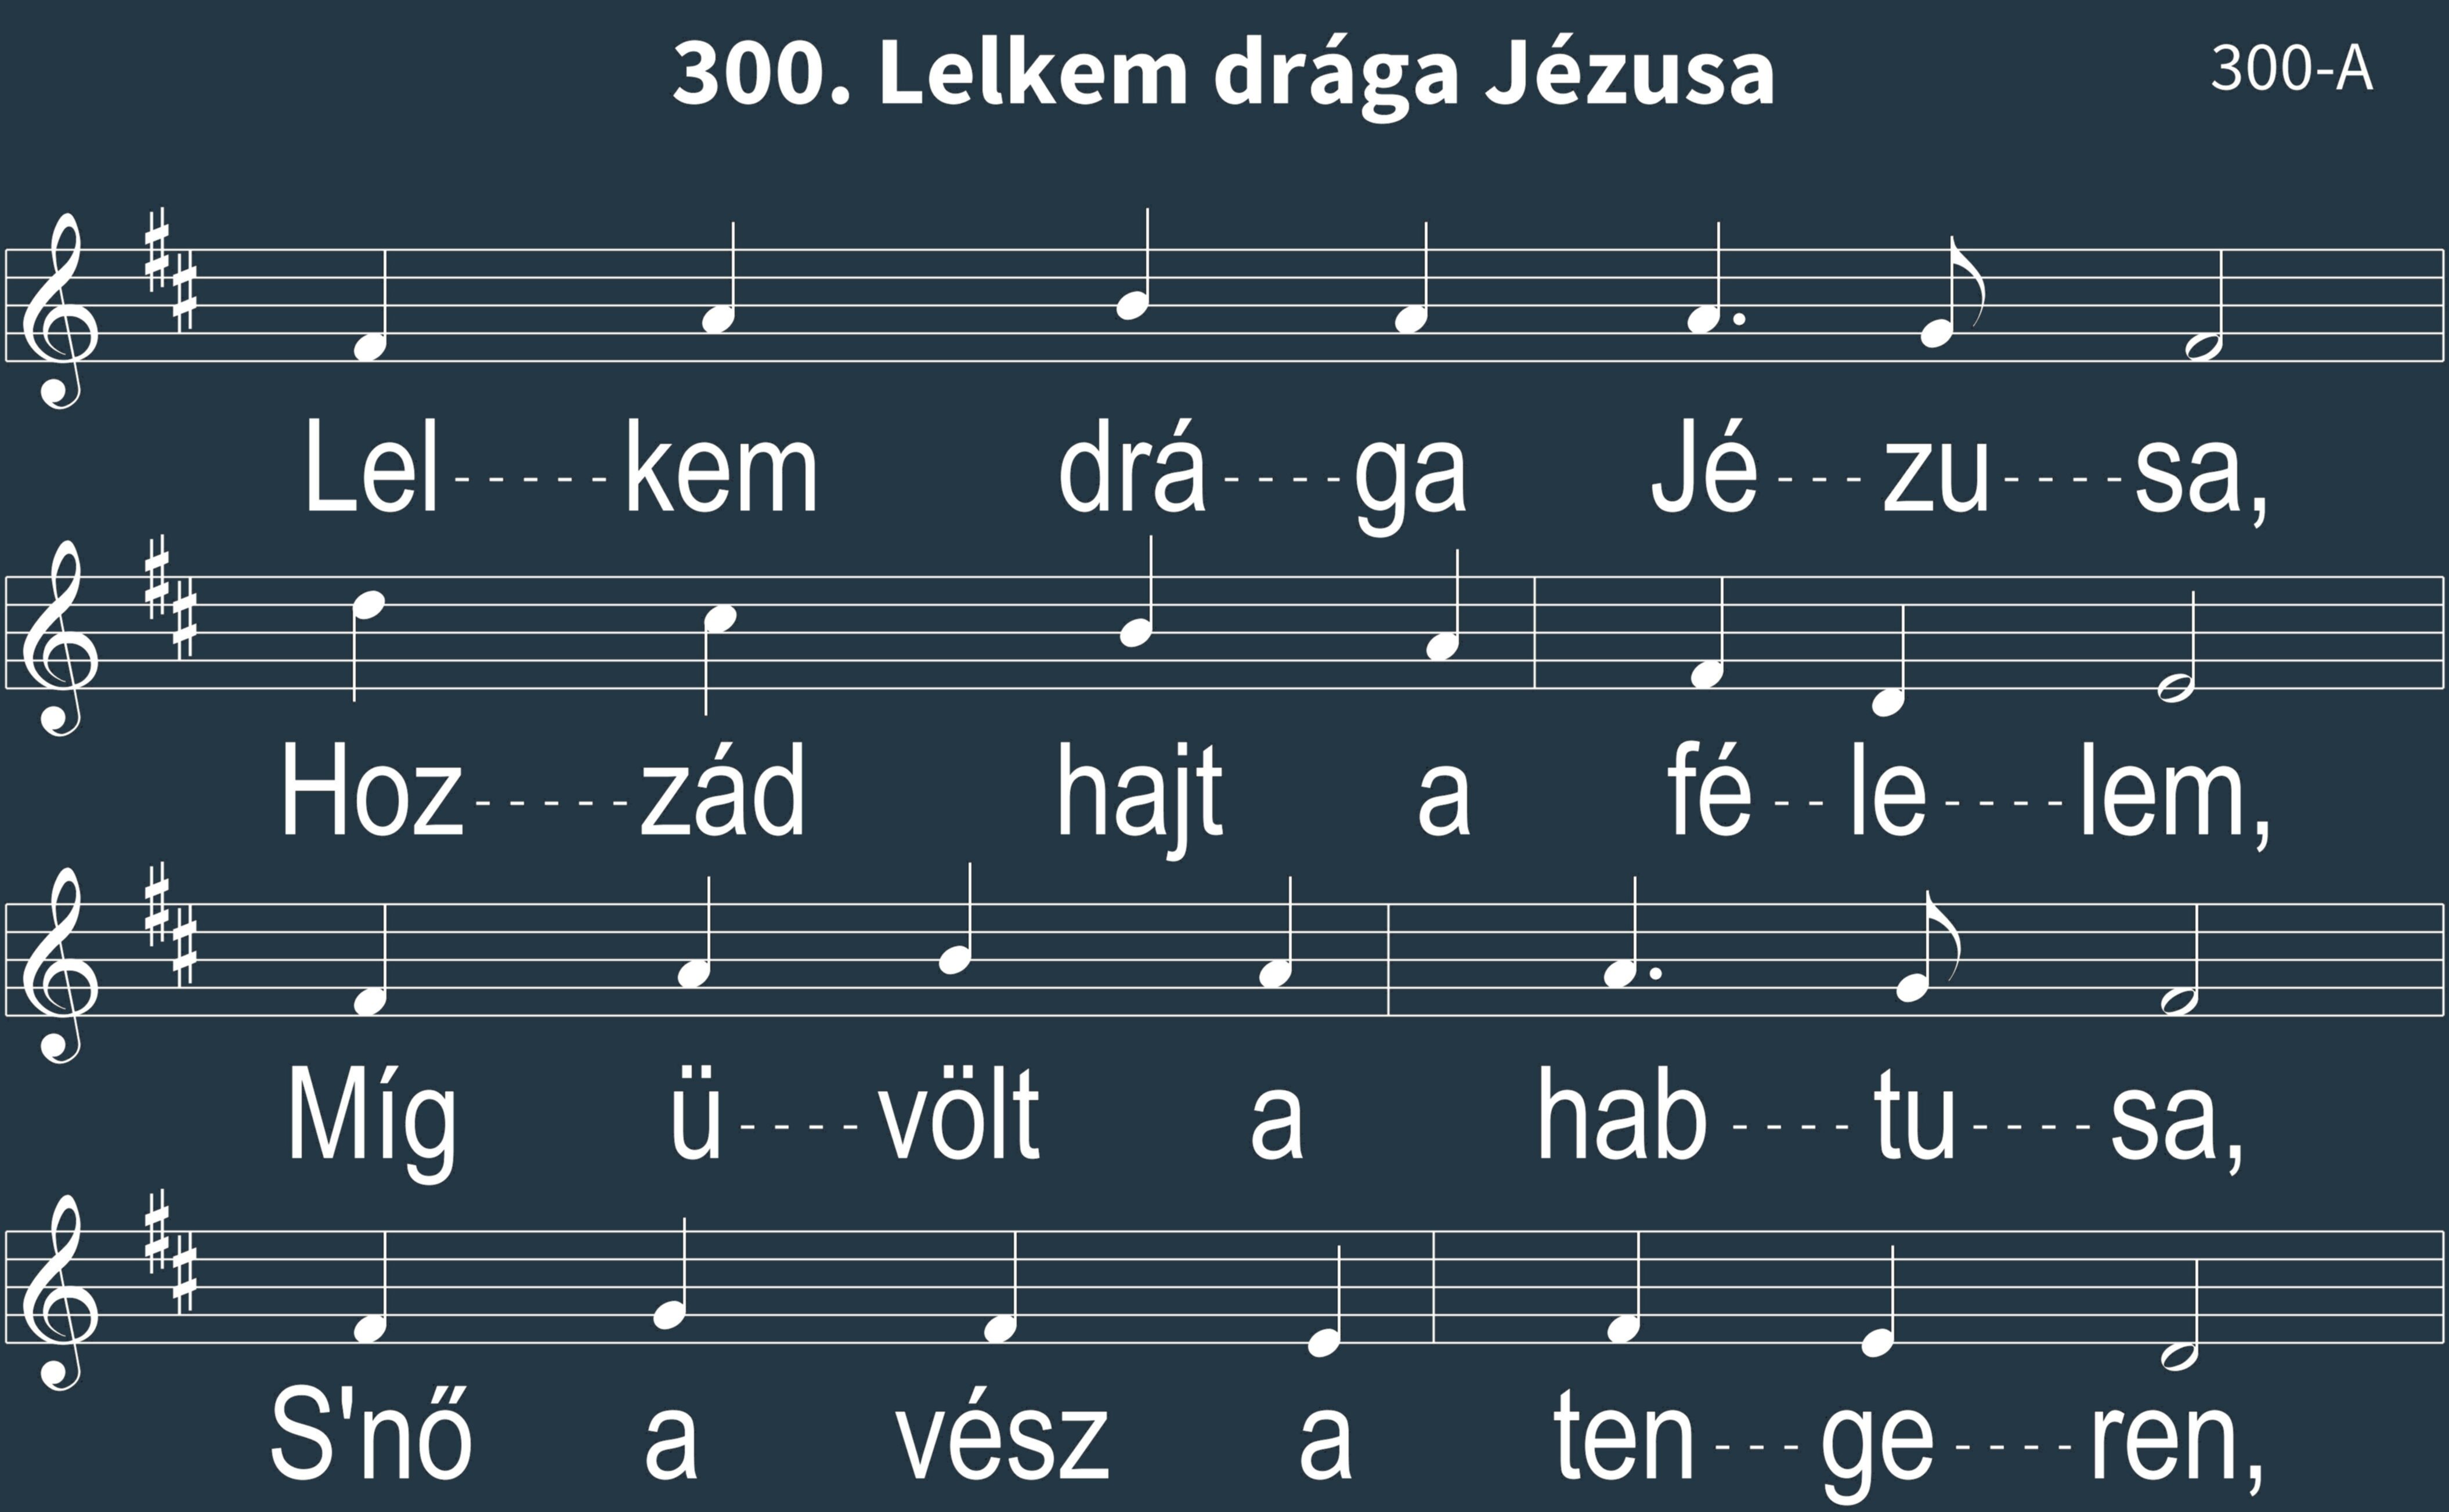 300. Lelkem drága Jézusa
300-A
Lel-----kem drá----ga Jé---zu----sa,
Hoz-----zád hajt a fé--le----lem,
Míg ü----völt a hab----tu----sa,
S'nő a vész a ten---ge----ren,